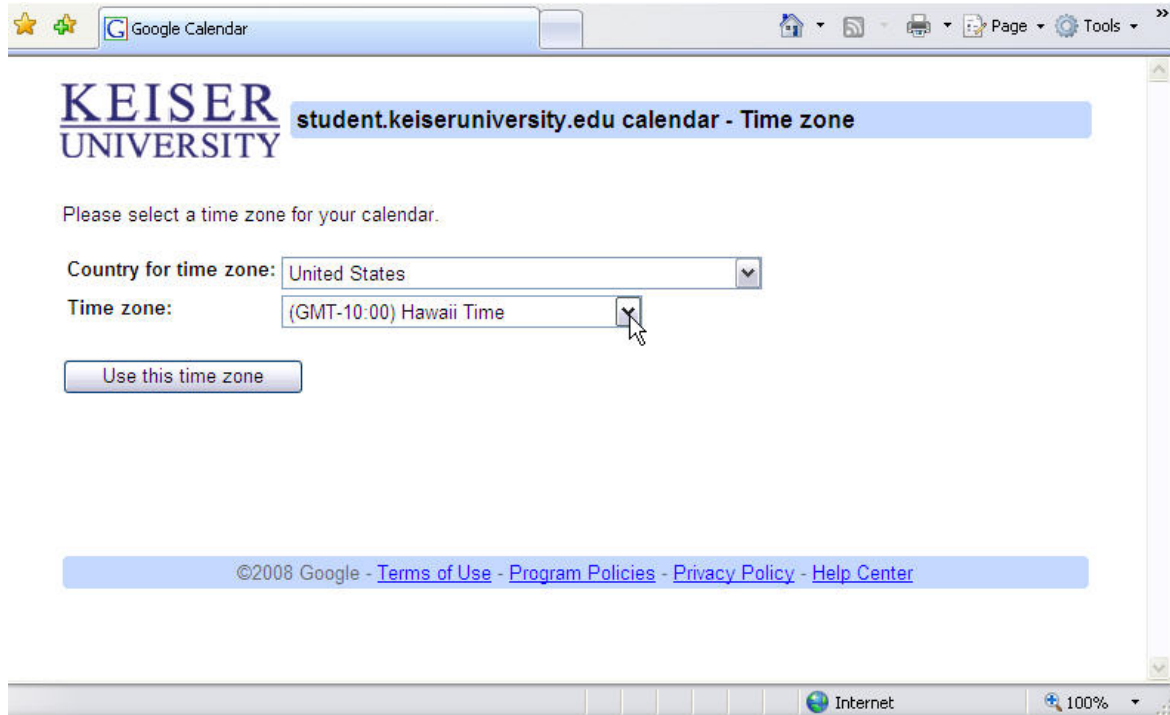 Google Calendar
Page Tools »
KEISER
UNIVERSITY
student.keiseruniversity.edu calendar - Time zone
Please select a time zone for your calendar.
Country for time zone: United States
Time zone: (GMT-10:00) Hawaii Time
Use this time zone
©2008 Google - Terms of Use - Program Policies - Privacy Policy - Help Center
Internet 100%